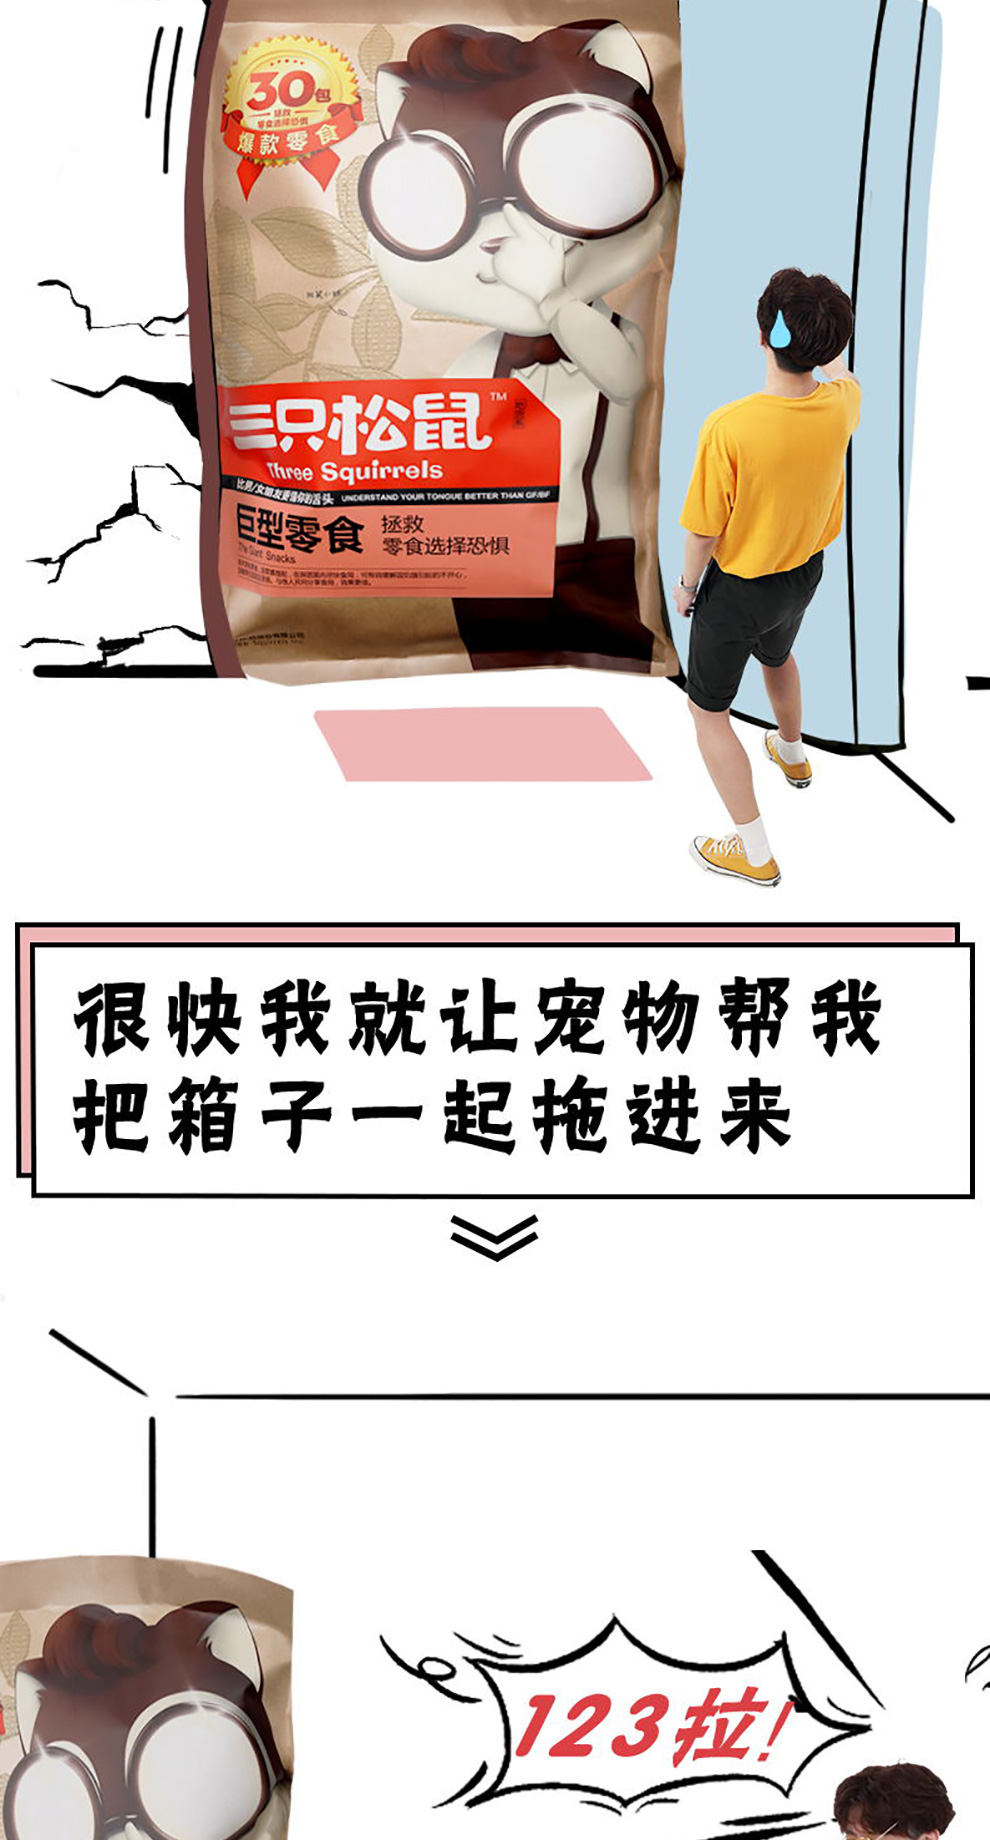 30包
拯救
零食选择恐惧
爆款零食
三只松鼠 TM
Three Squirrels
比男/女朋友更懂你的舌头 UNDERSTAND YOUR TONGUE BETTER THAN GF/BF
巨型零食
The Giant Snacks
拯救
零食选择恐惧
很快我就让宠物帮我
把箱子一起拖进来
123拉!